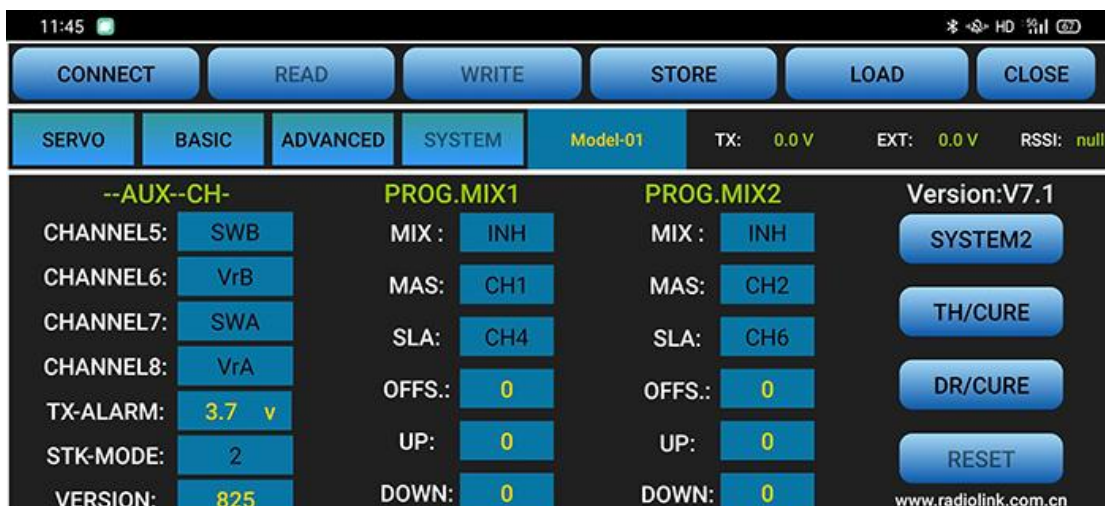 11:45 HD 5G 67
CONNECT READ WRITE STORE LOAD CLOSE
SERVO BASIC ADVANCED SYSTEM Model-01 TX: 0.0 V EXT: 0.0 V RSSI: null
--AUX--CH- PROG.MIX1 PROG.MIX2 Version:V7.1
CHANNEL5: SWB MIX : INH MIX : INH SYSTEM2
CHANNEL6: VrB MAS: CH1 MAS: CH2
CHANNEL7: SWA SLA: CH4 SLA: CH6 TH/CURE
CHANNEL8: VrA OFFS.: 0 OFFS.: 0 DR/CURE
TX-ALARM: 3.7 v
STK-MODE: 2 UP: 0 UP: 0 RESET
VERSION: 825 DOWN: 0 DOWN: 0 www.radiolink.com.cn